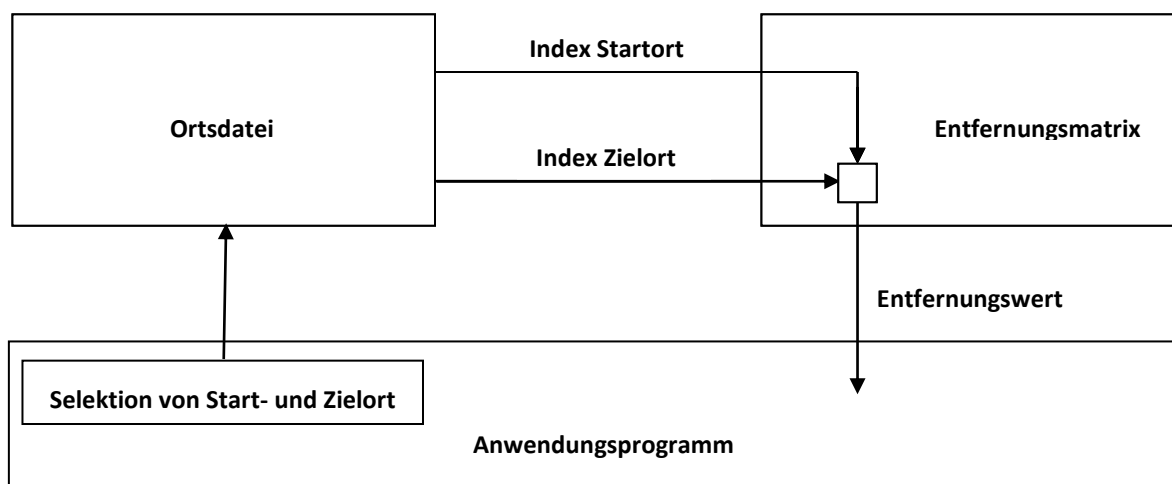 Index Startort
Ortsdatei
Entfernungsmatrix
Index Zielort
Entfernungswert
Selektion von Start- und Zielort
Anwendungsprogramm